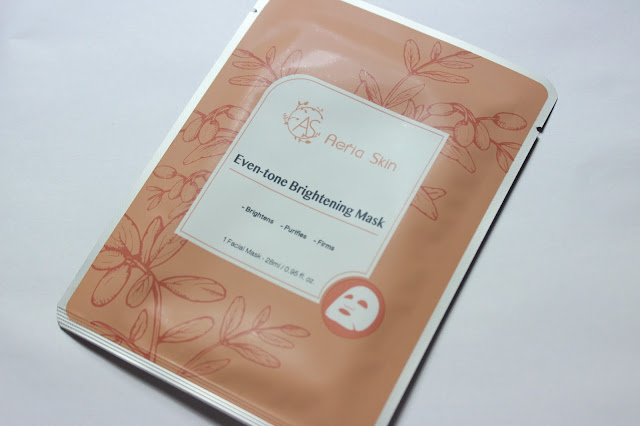 AS Aeria Skin
Even-tone Brightening Mask
- Brightens - Purifies - Firms
1 Facial Mask - 28ml / 0.95 fl. oz.